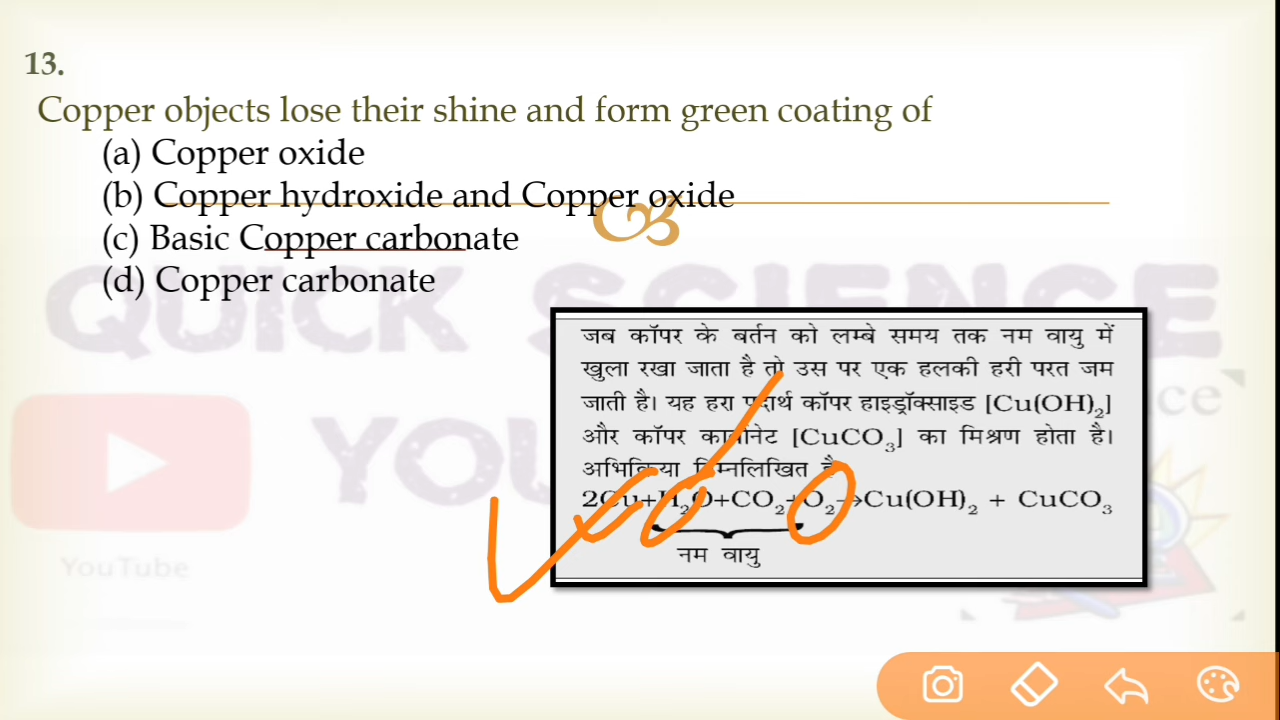 13.
Copper objects lose their shine and form green coating of
(a) Copper oxide
(b) Copper hydroxide and Copper oxide
(c) Basic Copper carbonate
(d) Copper carbonate
QUICK SCIENCE
जब कॉपर के बर्तन को लम्बे समय तक नम वायु में
खुला रखा जाता है तो उस पर एक हलकी हरी परत जम
जाती है। यह हरा पदार्थ कॉपर हाइड्रॉक्साइड [Cu(OH)₂]
और कॉपर कार्बोनेट [CuCO₃] का मिश्रण होता है।
अभिक्रिया निम्नलिखित है
2Cu+H₂O+CO₂+O₂→Cu(OH)₂ + CuCO₃
नम वायु
YouTube